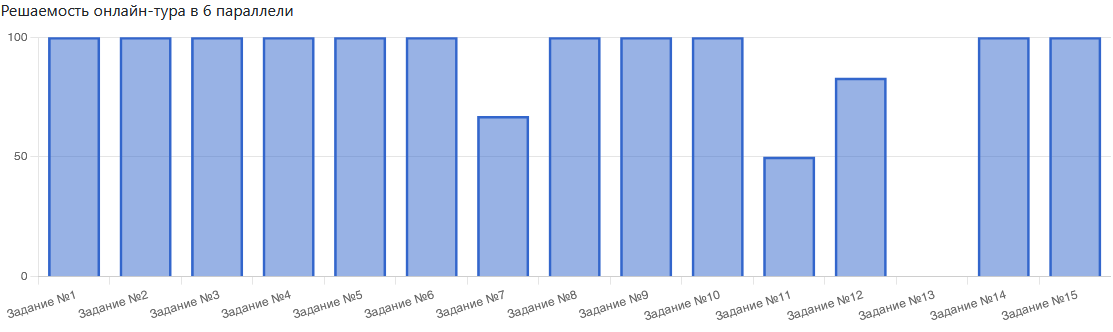 Решаемость онлайн-тура в 6 параллели
100
50
0
Задание №1
Задание №2
Задание №3
Задание №4
Задание №5
Задание №6
Задание №7
Задание №8
Задание №9
Задание №10
Задание №11
Задание №12
Задание №13
Задание №14
Задание №15